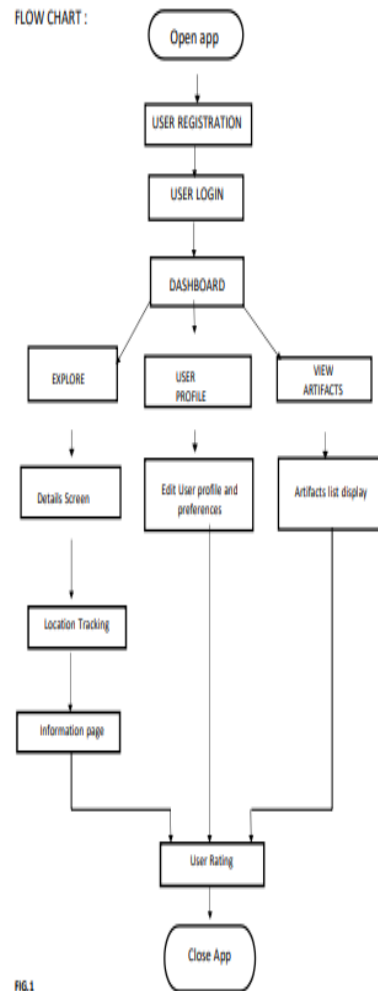 FLOW CHART :
Open app
USER REGISTRATION
USER LOGIN
DASHBOARD
EXPLORE
USER
PROFILE
VIEW
ARTIFACTS
Details Screen
Edit User profile and
preferences
Artifacts list display
Location Tracking
Information page
User Rating
Close App
FIG.1